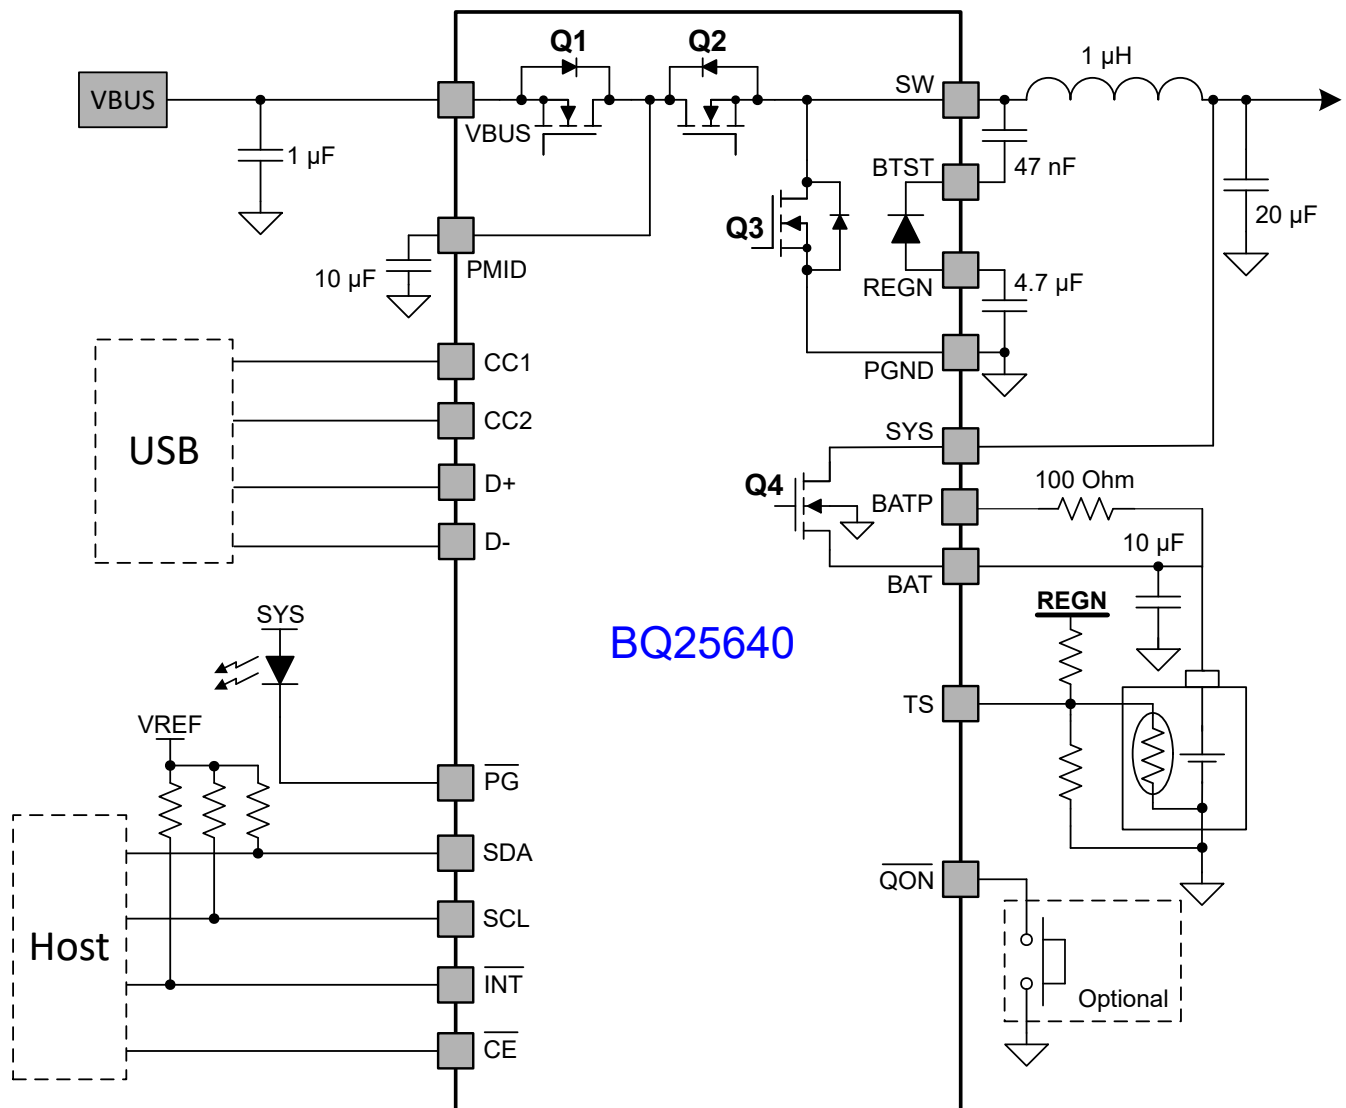 Q1
Q2
SW
1 µH
VBUS
VBUS
1 µF
BTST
47 nF
20 µF
Q3
PMID
10 µF
REGN
4.7 µF
CC1
PGND
CC2
USB
SYS
D+
Q4
BATP
100 Ohm
D-
BAT
10 µF
REGN
SYS
BQ25640
TS
VREF
PG
SDA
QON
SCL
Host
INT
Optional
CE